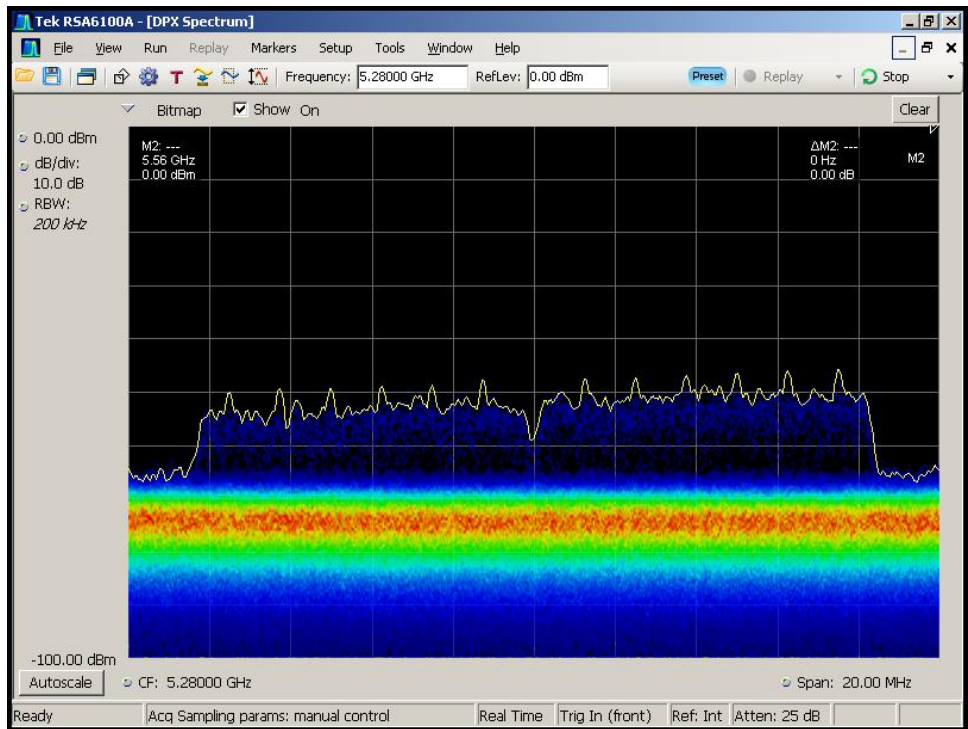 Tek RSA6100A - [DPX Spectrum]
File View Run Replay Markers Setup Tools Window Help
T Frequency: 5.28000 GHz RefLev: 0.00 dBm Preset Replay Stop
Bitmap Show On Clear
0.00 dBm
dB/div:
10.0 dB
RBW:
200 kHz
M2: ---
5.56 GHz
0.00 dBm
ΔM2: ---
0 Hz
0.00 dB
M2
-100.00 dBm
Autoscale CF: 5.28000 GHz Span: 20.00 MHz
Ready Acq Sampling params: manual control Real Time Trig In (front) Ref: Int Atten: 25 dB